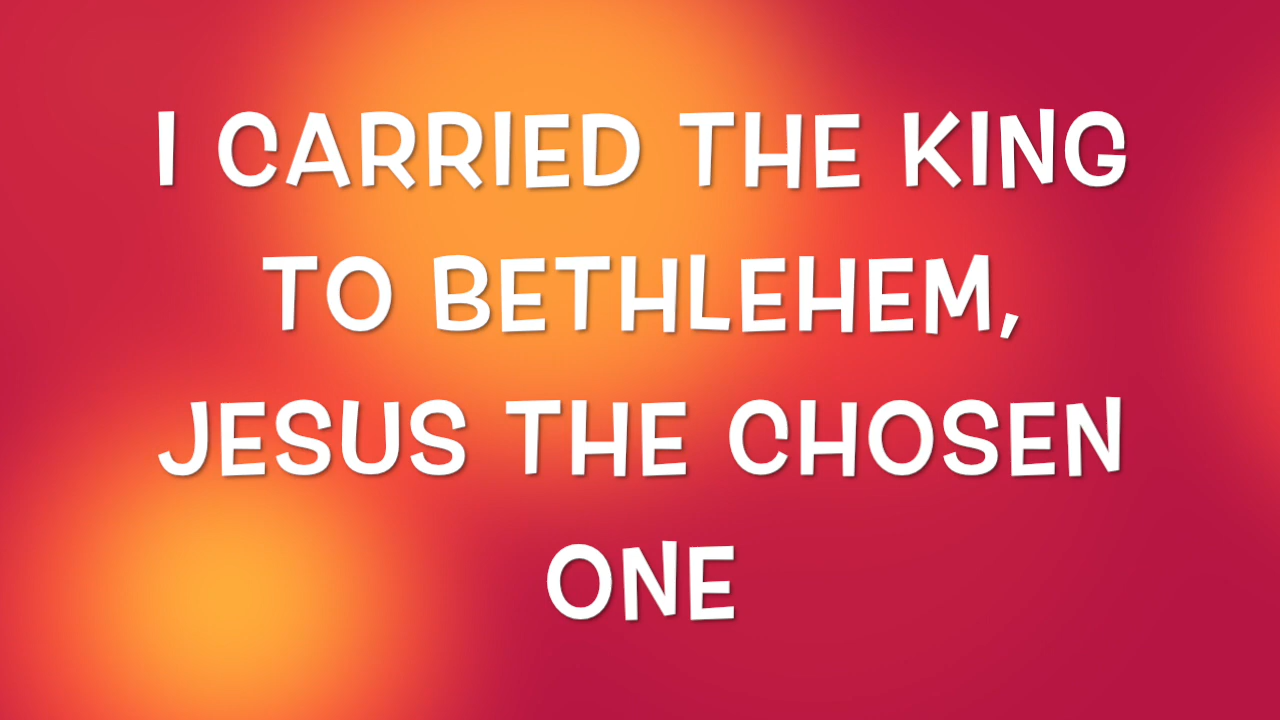 I CARRIED THE KING
TO BETHLEHEM,
JESUS THE CHOSEN
ONE